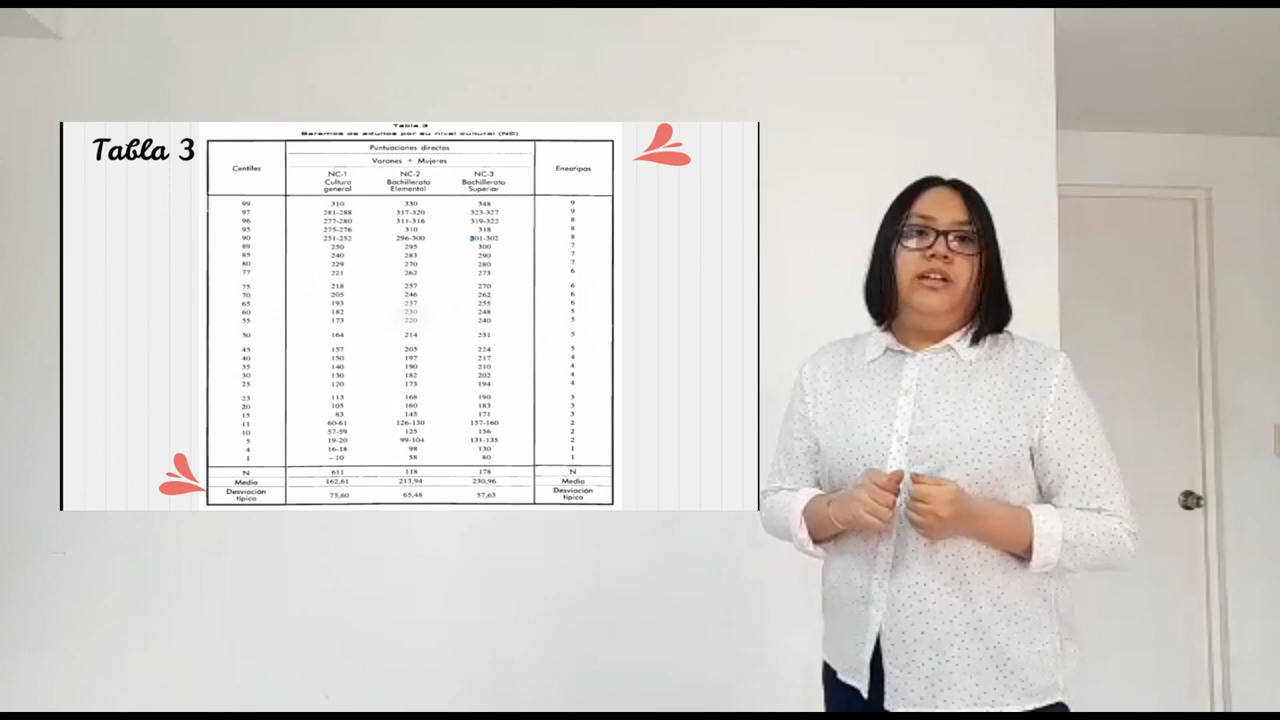 Tabla 3
Tabla 3
Baremos de adultos por su nivel cultural (NC)
Centiles Puntuaciones directas Eneatipos
Varones + Mujeres
NC-1 NC-2 NC-3
Cultura Bachillerato Bachillerato
general Elemental Superior
99 310 330 348 9
97 281-288 317-320 323-327 9
96 277-280 311-316 319-322 8
95 275-276 310 318 8
90 251-252 296-300 301-302 8
89 250 295 300 7
85 240 283 290 7
80 229 270 280 7
77 221 262 273 6
75 218 257 270 6
70 205 246 262 6
65 193 237 255 6
60 182 230 248 5
55 173 220 240 5
50 164 214 231 5
45 157 205 224 5
40 150 197 217 4
35 140 190 210 4
30 130 182 202 4
25 120 173 194 4
23 113 168 190 3
20 105 160 183 3
15 83 145 171 3
11 60-61 126-130 157-160 2
10 57-59 125 156 2
5 19-20 99-104 131-135 2
4 16-18 98 130 1
1 - 10 58 80 1
N 611 118 178 N
Media 162,61 213,94 230,96 Media
Desviación típica 75,60 65,48 57,63 Desviación típica